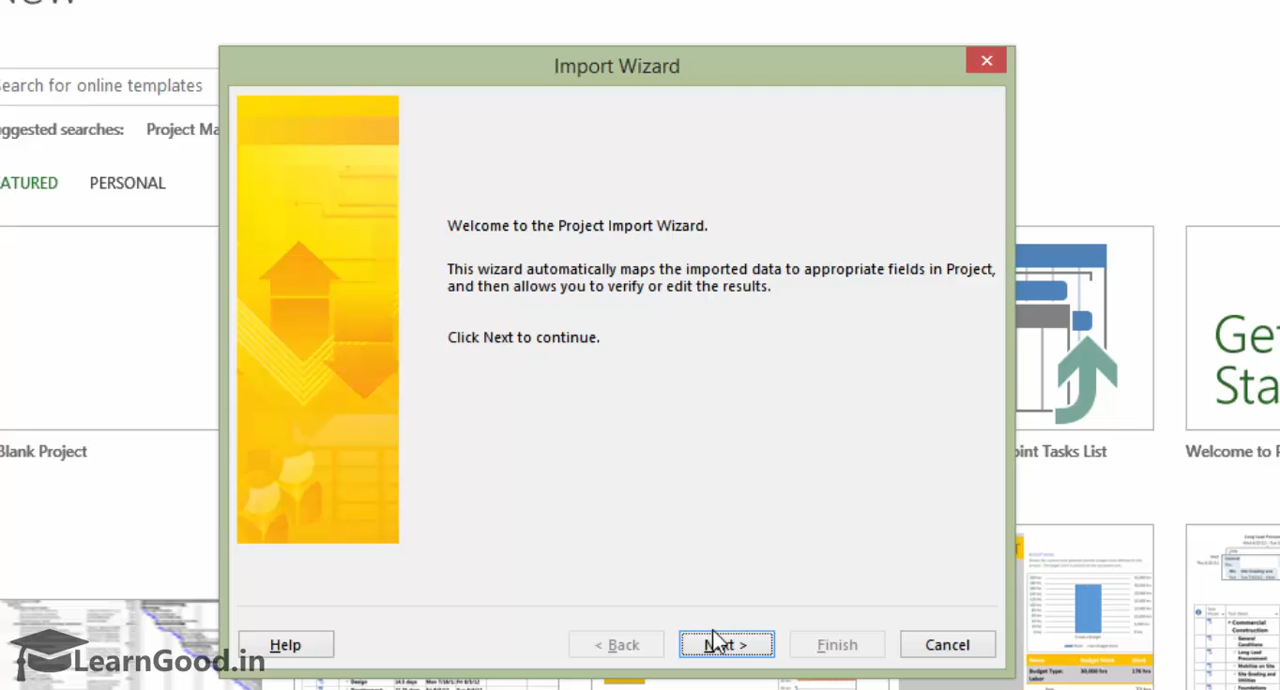 Import Wizard
earch for online templates
ggested searches: Project Ma
ATURED PERSONAL
Welcome to the Project Import Wizard.
This wizard automatically maps the imported data to appropriate fields in Project,
and then allows you to verify or edit the results.
Click Next to continue.
Get
Sta
Blank Project
oint Tasks List
Welcome to P
Commercial
Construction
Help
< Back
Next >
Finish
Cancel
LearnGood.in